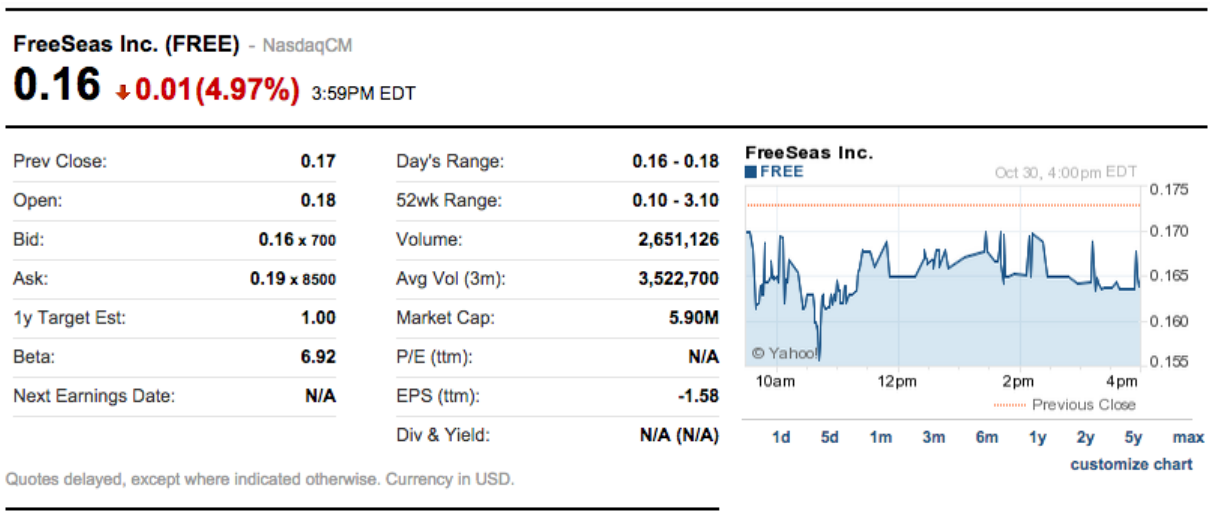 FreeSeas Inc. (FREE) - NasdaqCM
0.16 ↓0.01(4.97%) 3:59PM EDT
Prev Close: 0.17
Open: 0.18
Bid: 0.16 x 700
Ask: 0.19 x 8500
1y Target Est: 1.00
Beta: 6.92
Next Earnings Date: N/A
Day's Range: 0.16 - 0.18
52wk Range: 0.10 - 3.10
Volume: 2,651,126
Avg Vol (3m): 3,522,700
Market Cap: 5.90M
P/E (ttm): N/A
EPS (ttm): -1.58
Div & Yield: N/A (N/A)
FreeSeas Inc.
FREE Oct 30, 4:00pm EDT
0.175
0.170
0.165
0.160
0.155
© Yahoo!
10am 12pm 2pm 4pm
Previous Close
1d 5d 1m 3m 6m 1y 2y 5y max
customize chart
Quotes delayed, except where indicated otherwise. Currency in USD.